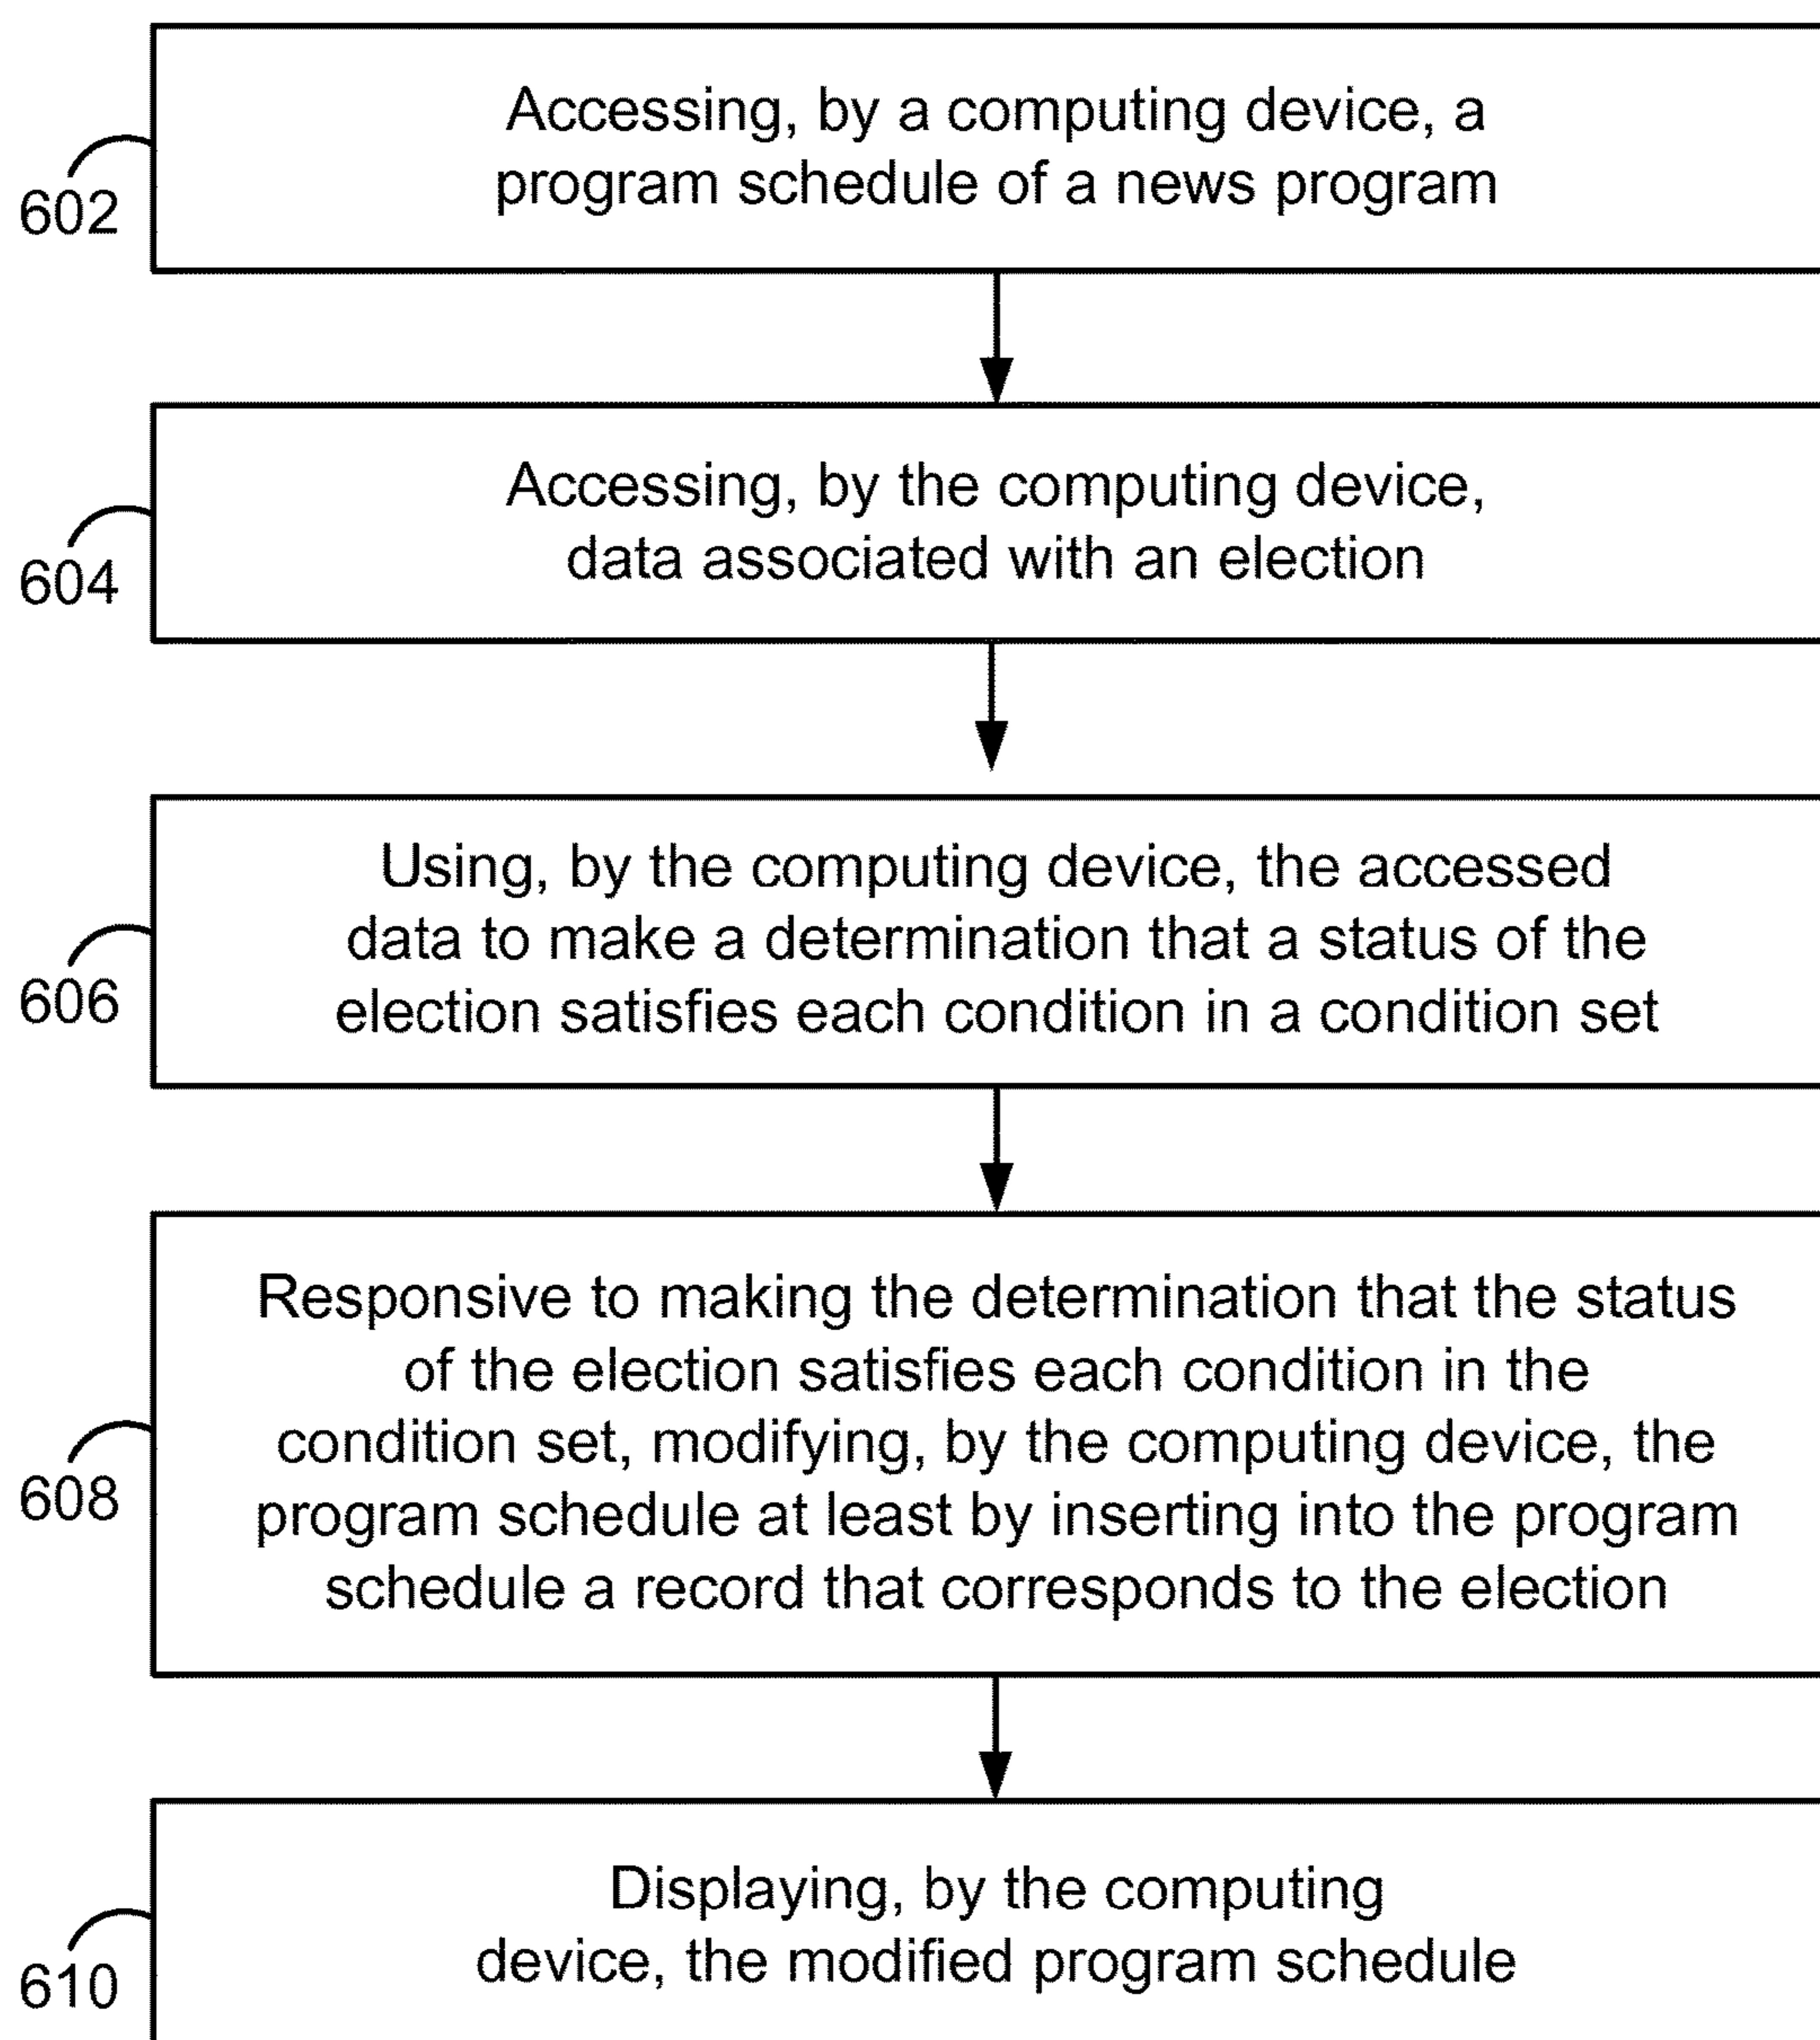 Accessing, by a computing device, a
program schedule of a news program
602
Accessing, by the computing device,
data associated with an election
604
Using, by the computing device, the accessed
data to make a determination that a status of the
election satisfies each condition in a condition set
606
Responsive to making the determination that the status
of the election satisfies each condition in the
condition set, modifying, by the computing device, the
program schedule at least by inserting into the program
schedule a record that corresponds to the election
608
Displaying, by the computing
device, the modified program schedule
610